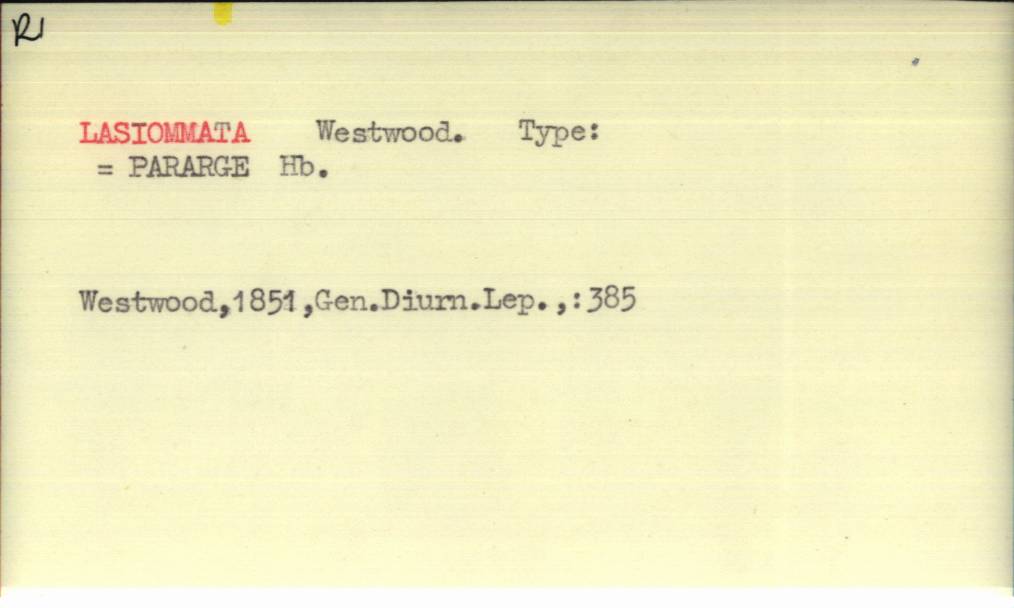 LASIOMMATA Westwood. Type:
= PARARGE Hb.
Westwood,1851,Gen.Diurn.Lep.,:385